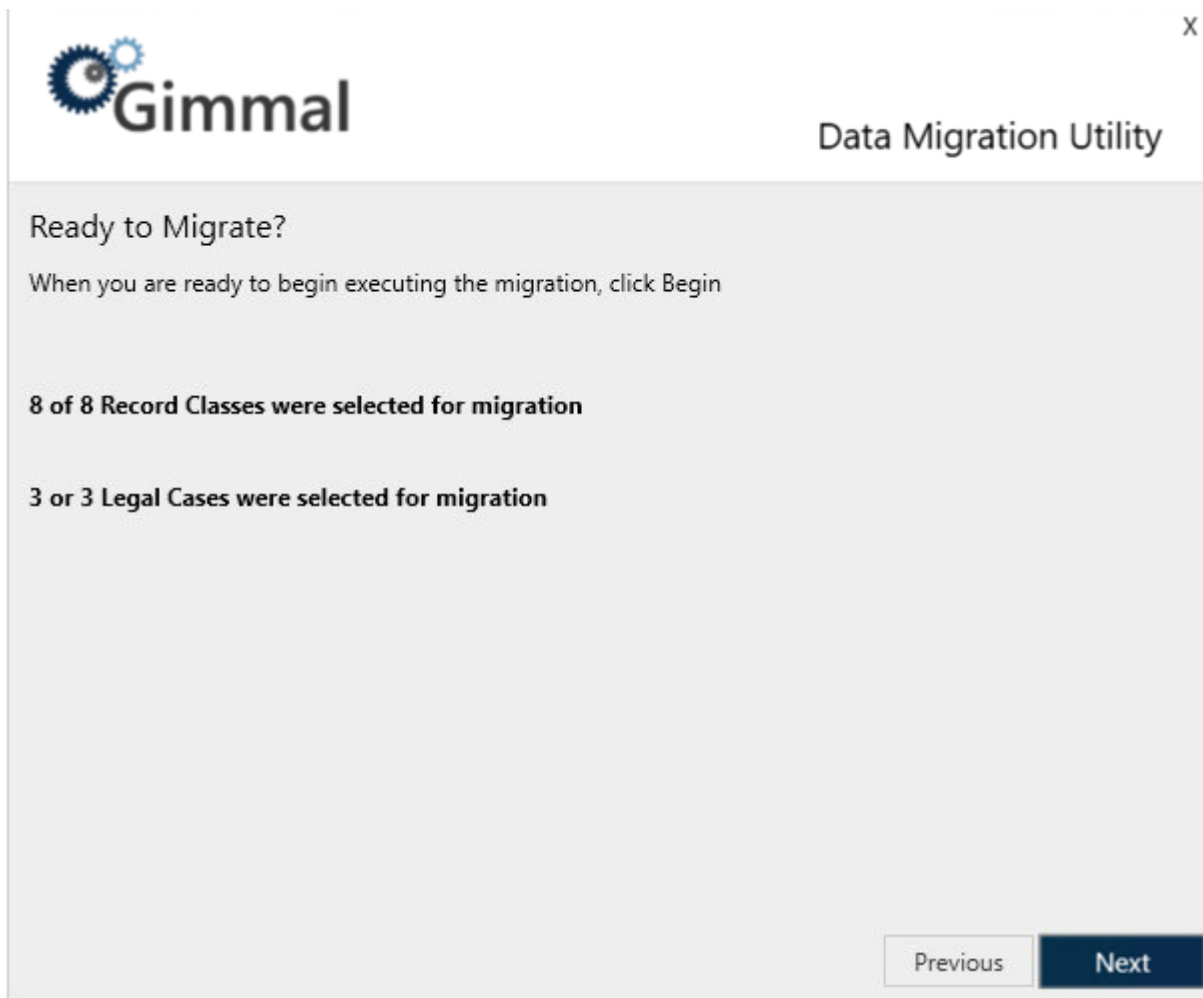 X
Gimmal
Data Migration Utility
Ready to Migrate?
When you are ready to begin executing the migration, click Begin
8 of 8 Record Classes were selected for migration
3 or 3 Legal Cases were selected for migration
Previous
Next